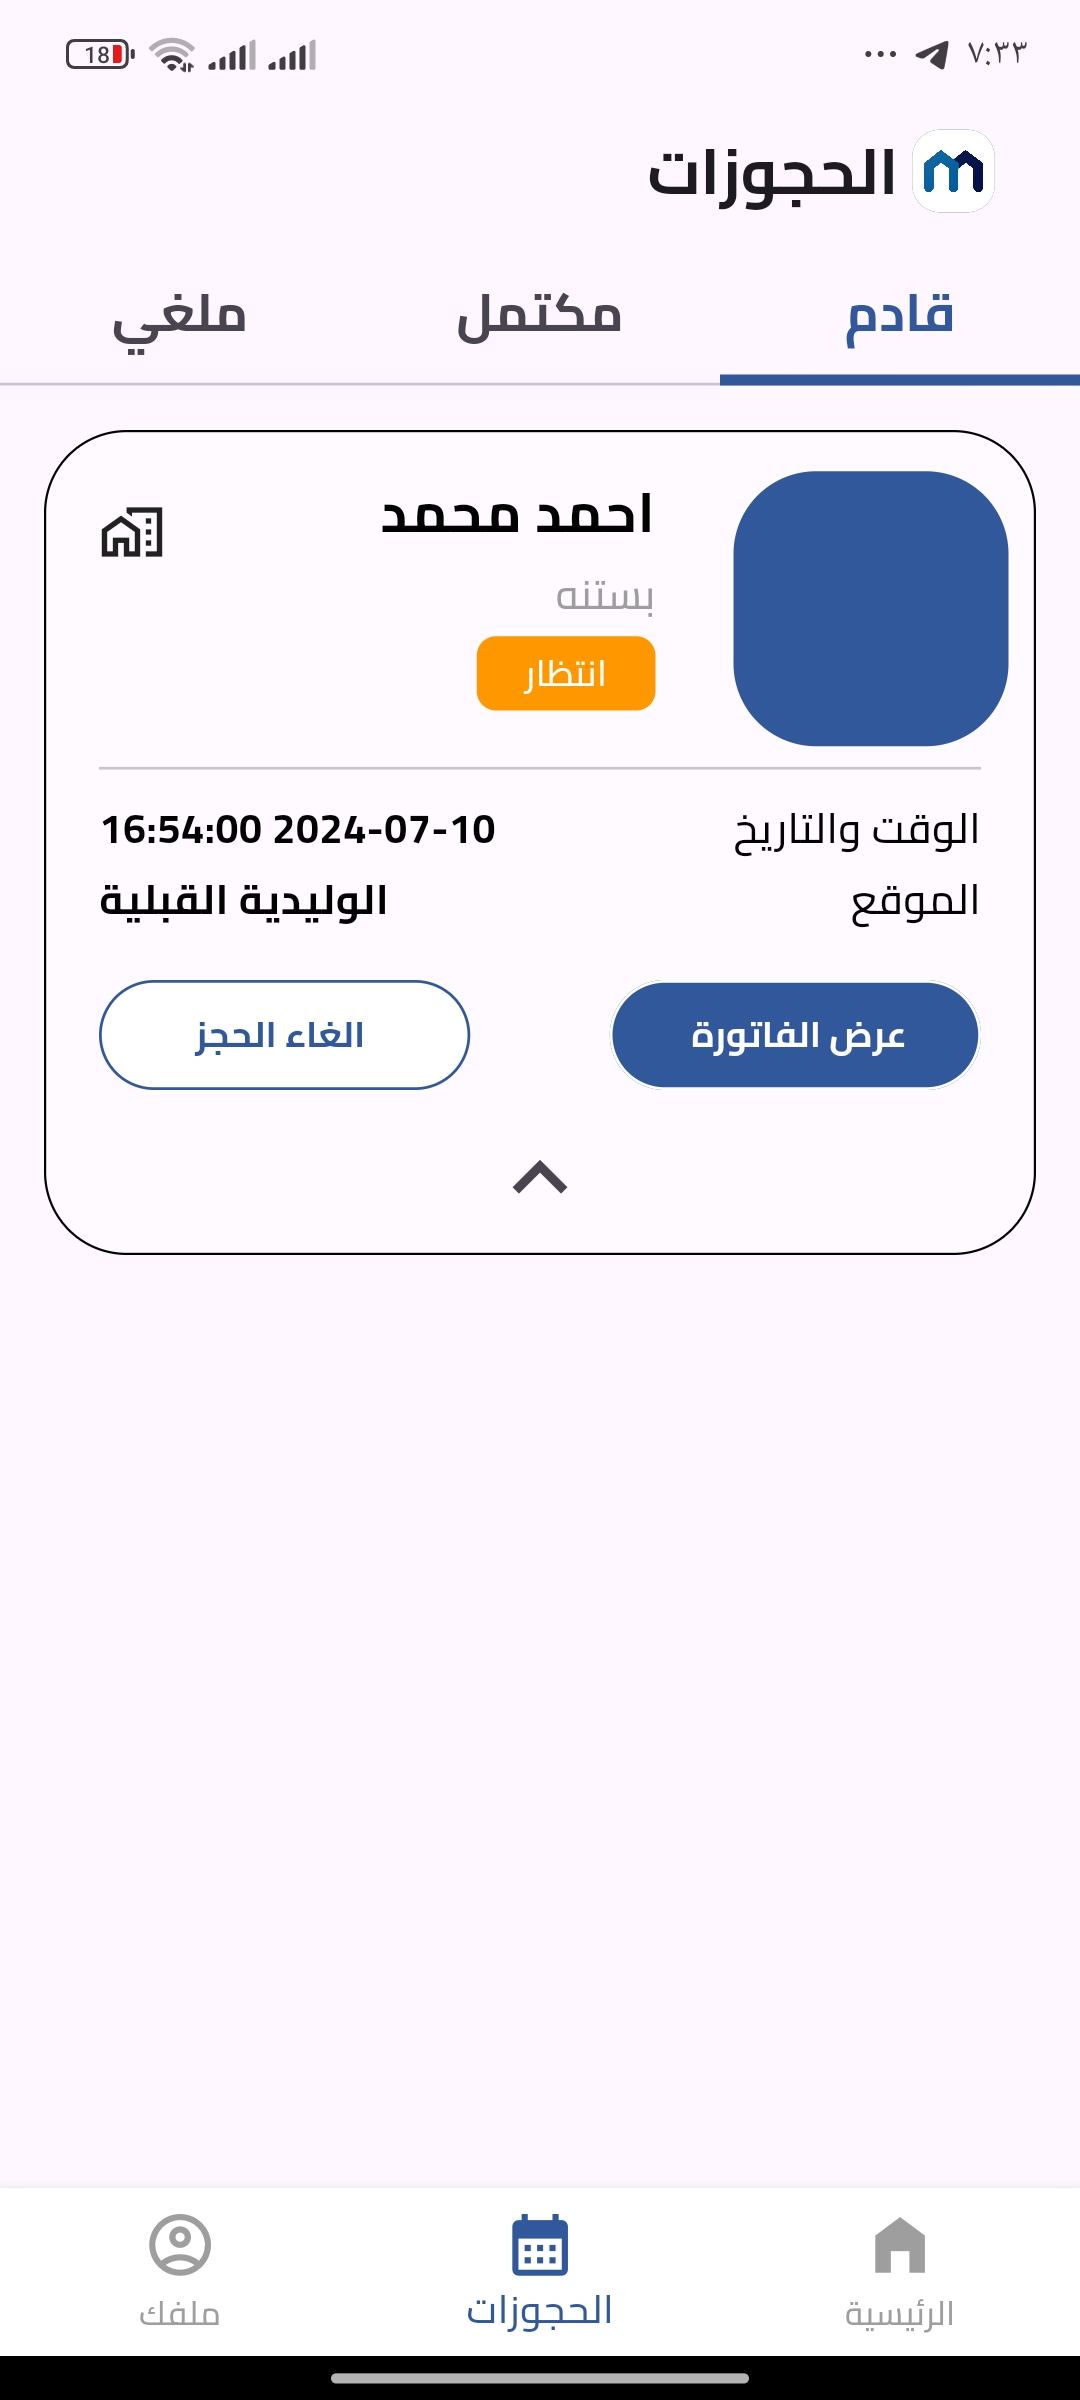 ٧:٣٣ ... 18
الحجوزات
قادم مكتمل ملغي
احمد محمد
بستنه
انتظار
الوقت والتاريخ 16:54:00 2024-07-10
الموقع الوليدية القبلية
عرض الفاتورة الغاء الحجز
الرئيسية الحجوزات ملفك